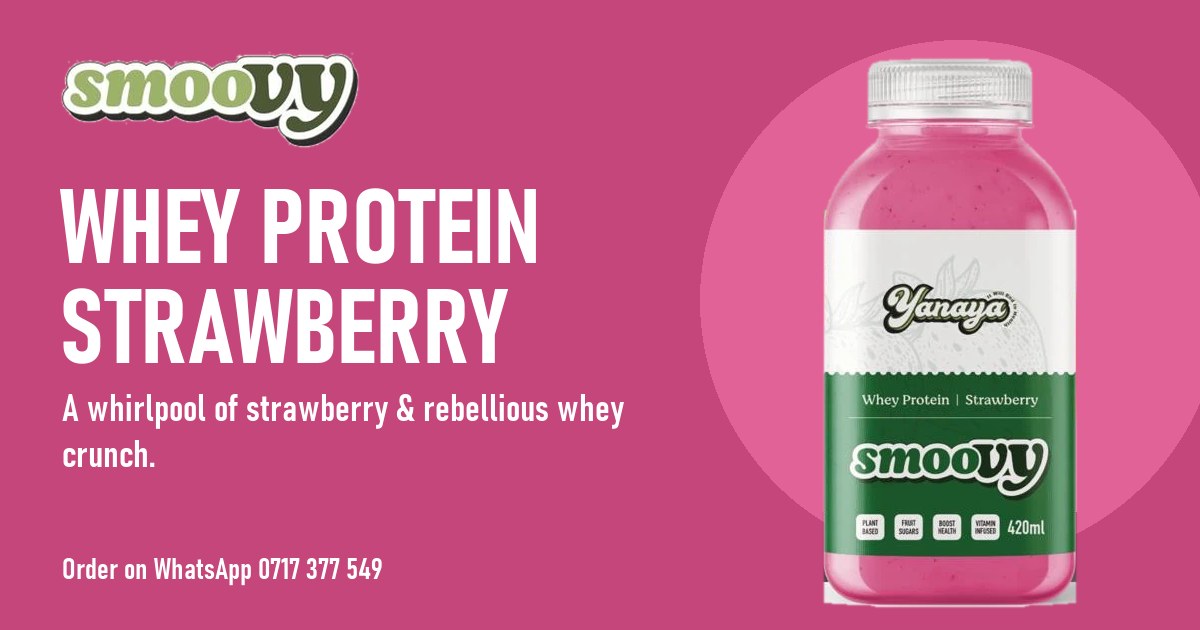 smoovy
WHEY PROTEIN
STRAWBERRY
A whirlpool of strawberry & rebellious whey
crunch.
Order on WhatsApp 0717 377 549
Yanaya
Whey Protein | Strawberry
smoovy
PLANT
BASED
FRUIT
SUGARS
BOOST
HEALTH
VITAMIN
INFUSED
420ml